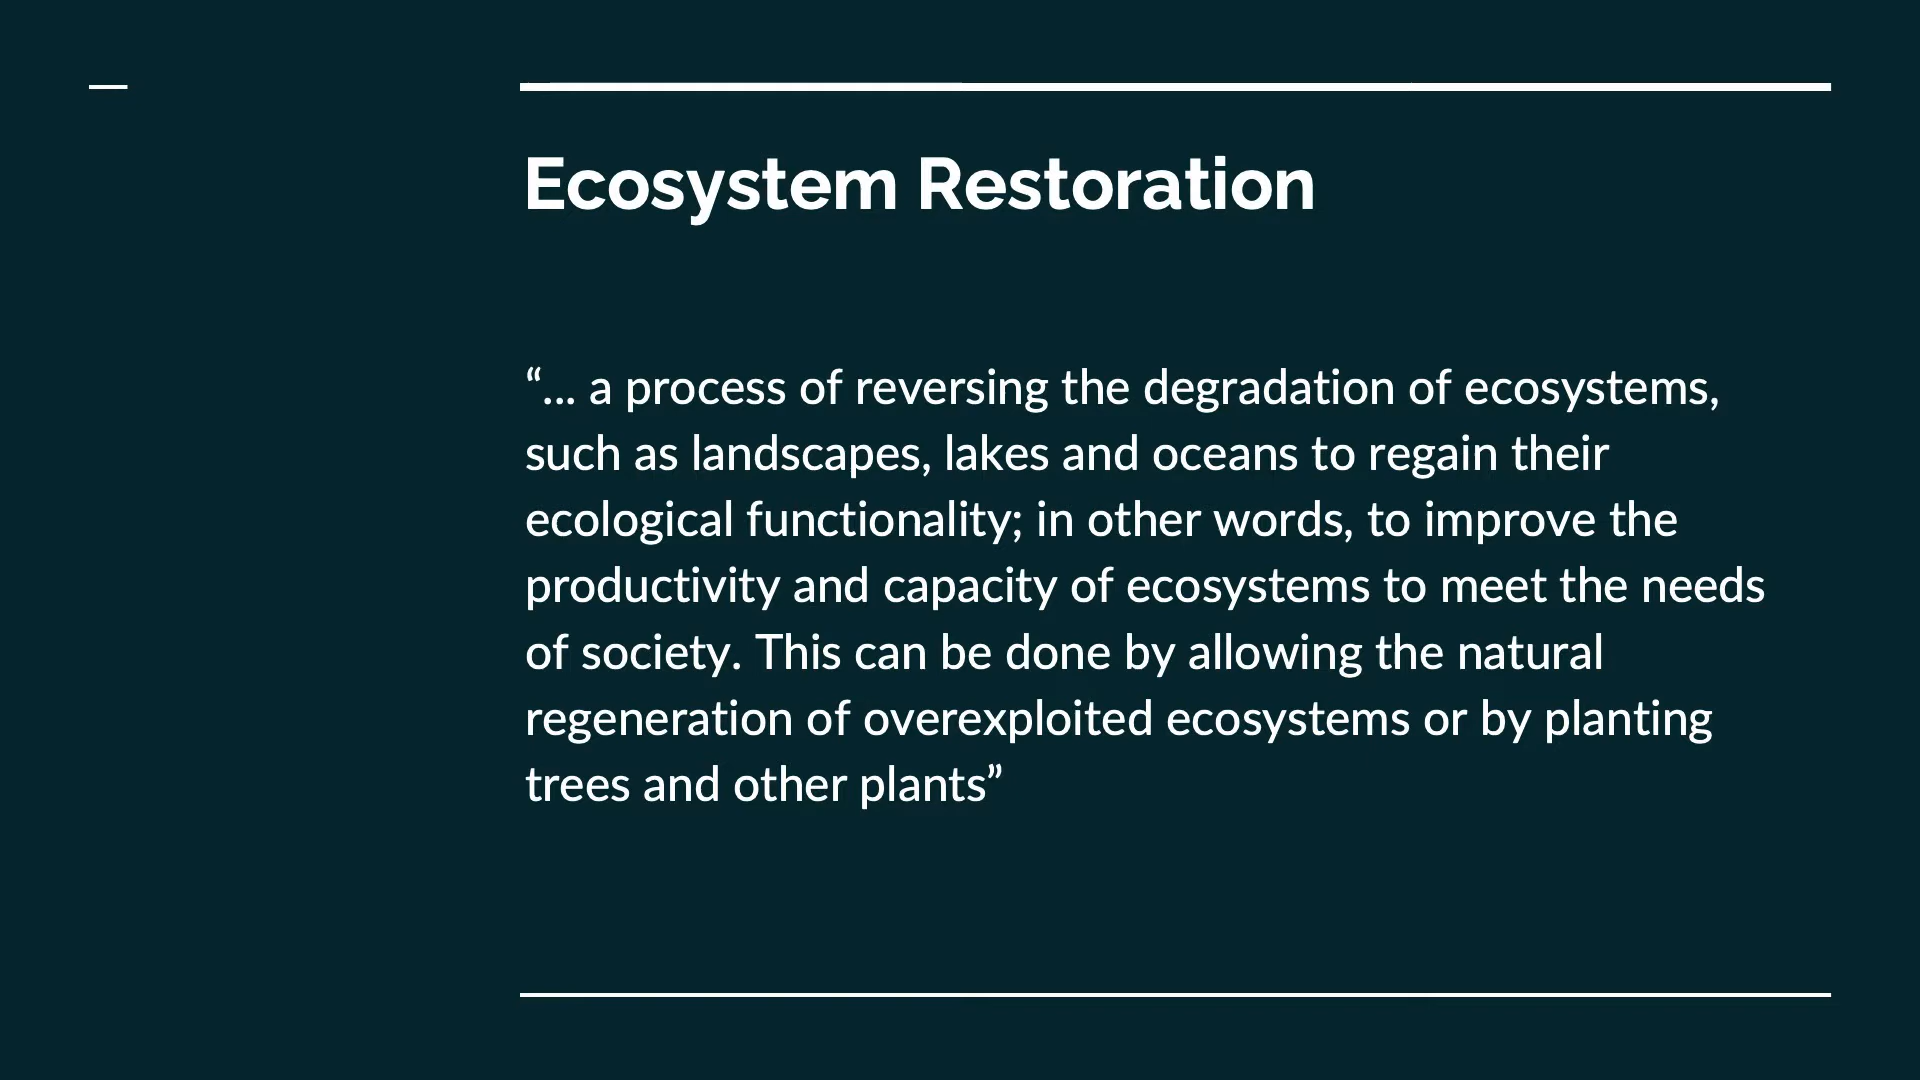 Ecosystem Restoration
“... a process of reversing the degradation of ecosystems,
such as landscapes, lakes and oceans to regain their
ecological functionality; in other words, to improve the
productivity and capacity of ecosystems to meet the needs
of society. This can be done by allowing the natural
regeneration of overexploited ecosystems or by planting
trees and other plants”